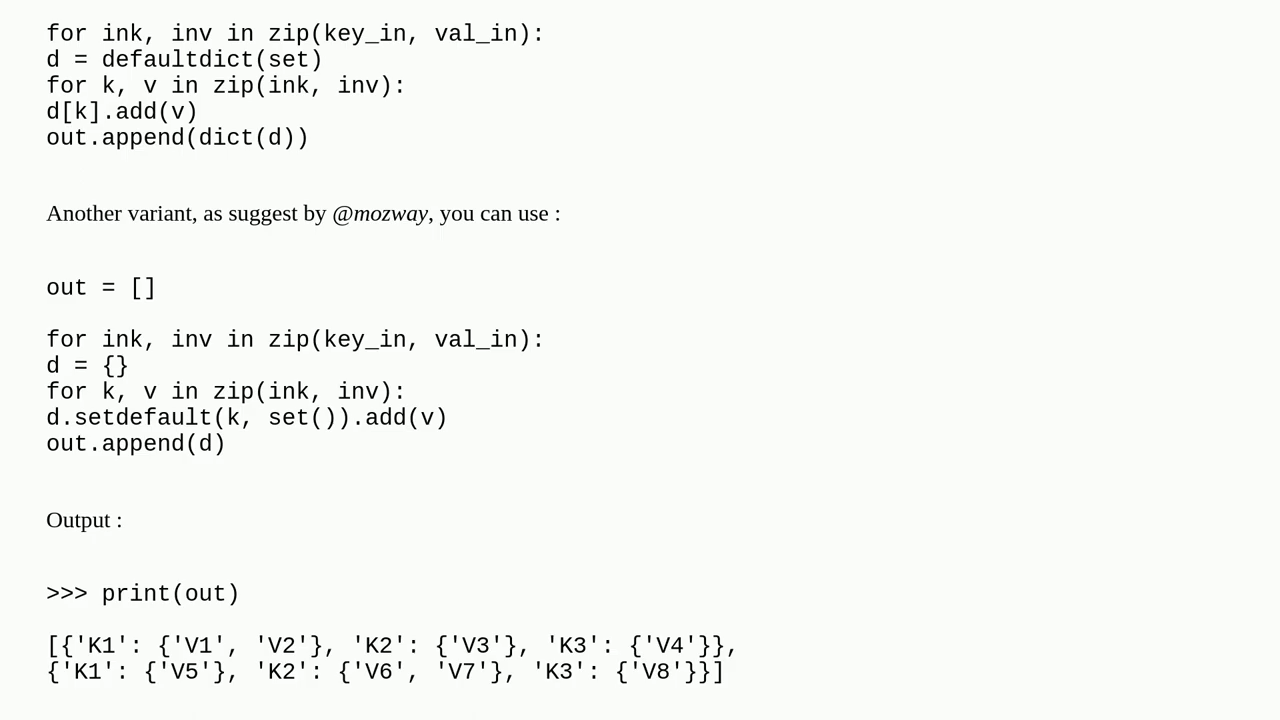 for ink, inv in zip(key_in, val_in):
d = defaultdict(set)
for k, v in zip(ink, inv):
d[k].add(v)
out.append(dict(d))
Another variant, as suggest by @mozway, you can use :
out = []
for ink, inv in zip(key_in, val_in):
d = {}
for k, v in zip(ink, inv):
d.setdefault(k, set()).add(v)
out.append(d)
Output :
>>> print(out)
[{'K1': {'V1', 'V2'}, 'K2': {'V3'}, 'K3': {'V4'}},
{'K1': {'V5'}, 'K2': {'V6', 'V7'}, 'K3': {'V8'}}]